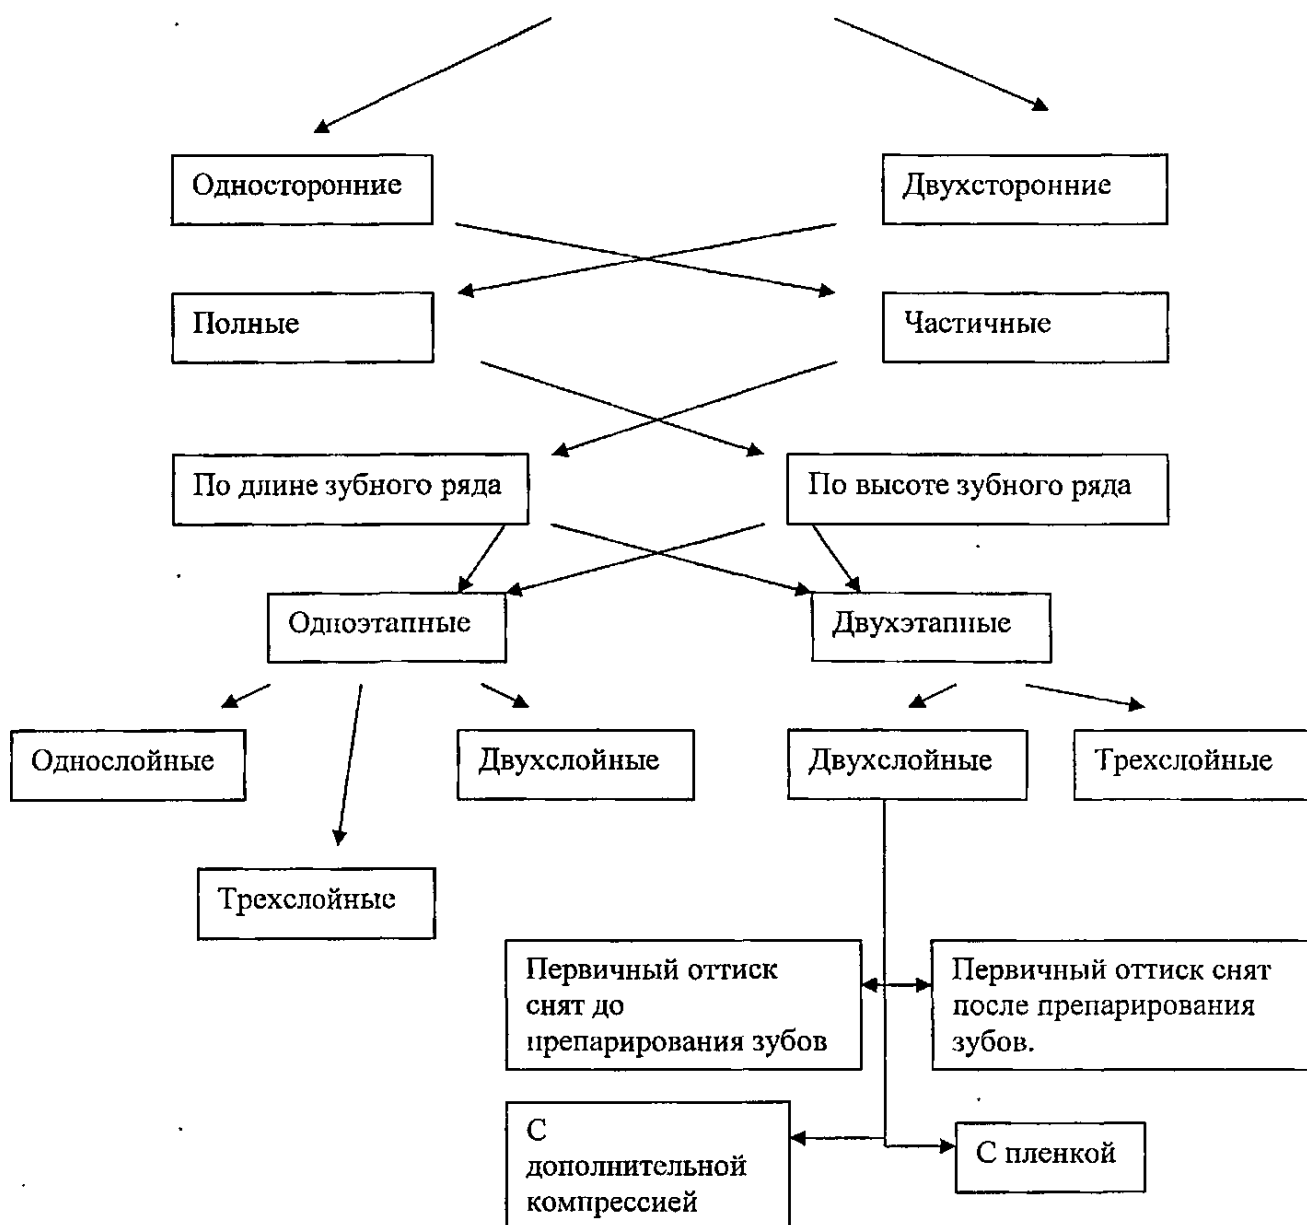 Односторонние
Двухсторонние
Полные
Частичные
По длине зубного ряда
По высоте зубного ряда
Одноэтапные
Двухэтапные
Однослойные
Двухслойные
Двухслойные
Трехслойные
Трехслойные
Первичный оттиск
снят до
препарирования зубов
Первичный оттиск снят
после препарирования
зубов.
С
дополнительной
компрессией
С пленкой